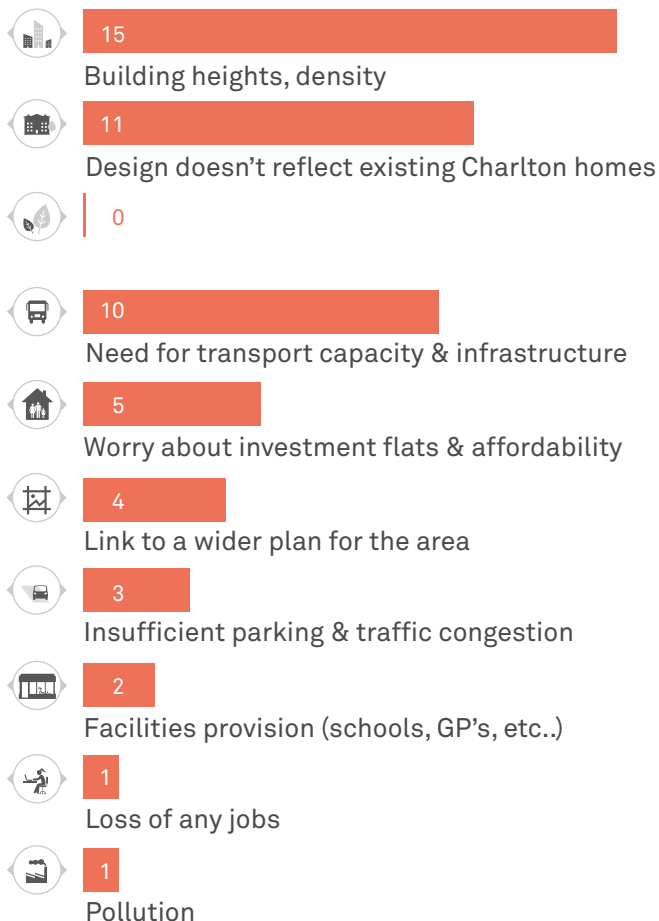 15
Building heights, density
11
Design doesn’t reflect existing Charlton homes
0
10
Need for transport capacity & infrastructure
5
Worry about investment flats & affordability
4
Link to a wider plan for the area
3
Insufficient parking & traffic congestion
2
Facilities provision (schools, GP’s, etc..)
1
Loss of any jobs
1
Pollution